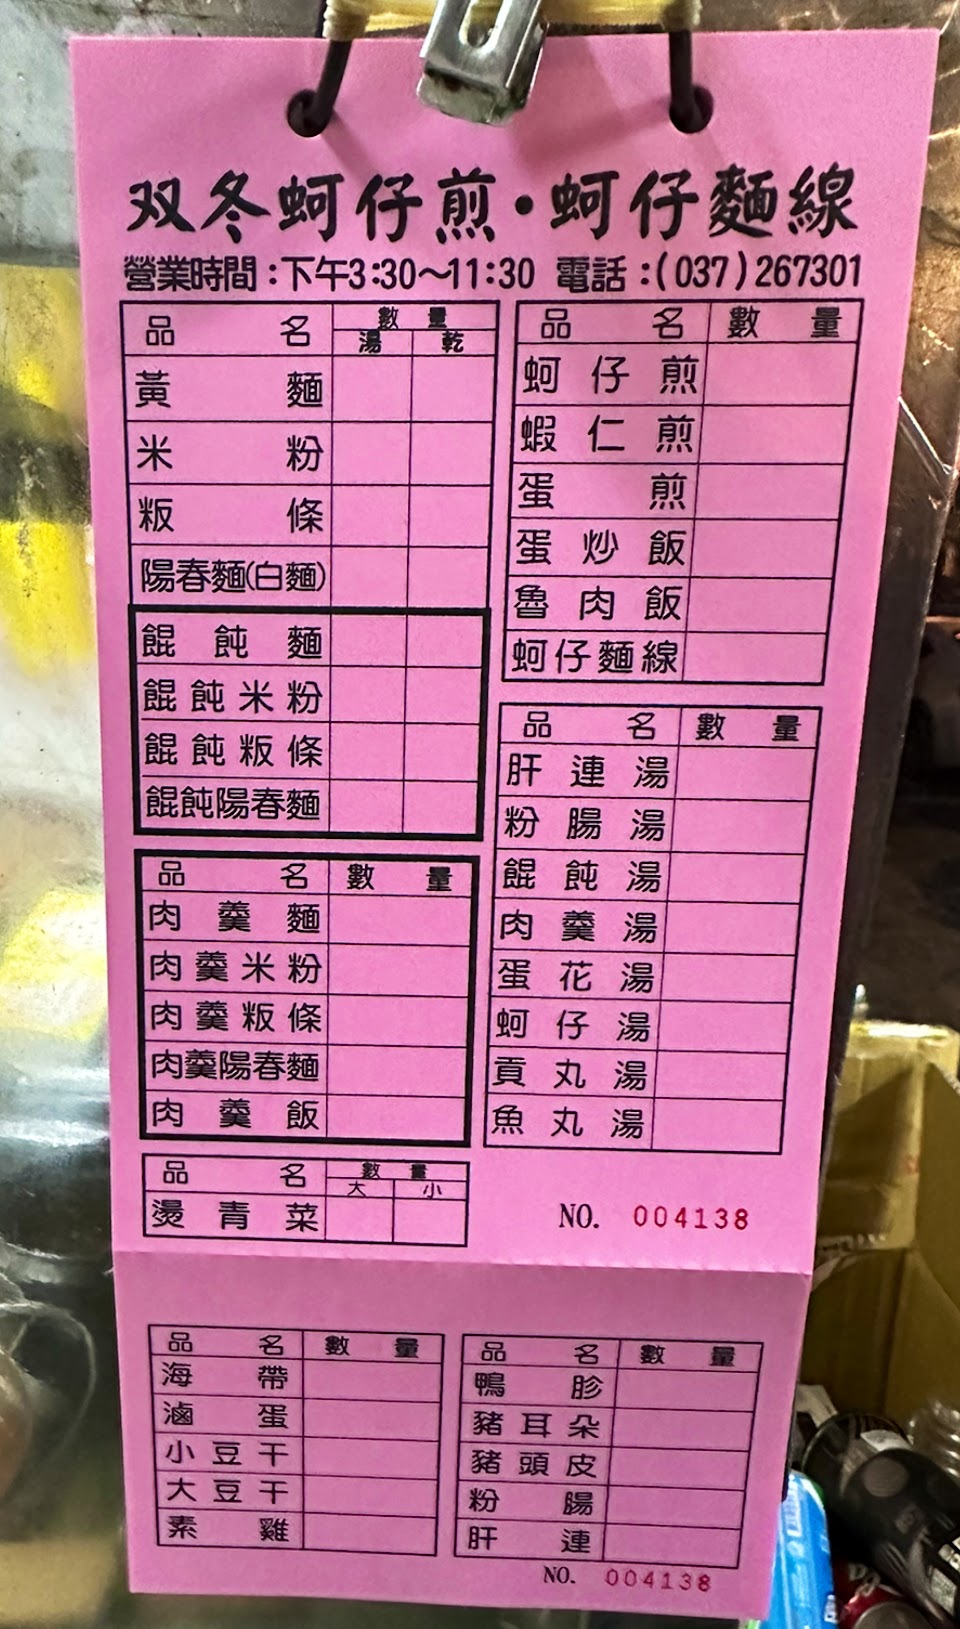 双冬蚵仔煎・蚵仔麵線
營業時間:下午3:30~11:30 電話:(037)267301
品名 數量
湯 乾
黃麵
米粉
粄條
陽春麵(白麵)
餛飩麵
餛飩米粉
餛飩粄條
餛飩陽春麵
品名 數量
肉羹麵
肉羹米粉
肉羹粄條
肉羹陽春麵
肉羹飯
品名 數量
大 小
燙青菜
品名 數量
蚵仔煎
蝦仁煎
蛋煎
蛋炒飯
魯肉飯
蚵仔麵線
品名 數量
肝連湯
粉腸湯
餛飩湯
肉羹湯
蛋花湯
蚵仔湯
貢丸湯
魚丸湯
NO. 004138
品名 數量
海帶
滷蛋
小豆干
大豆干
素雞
品名 數量
鴨胗
豬耳朵
豬頭皮
粉腸
肝連
NO. 004138